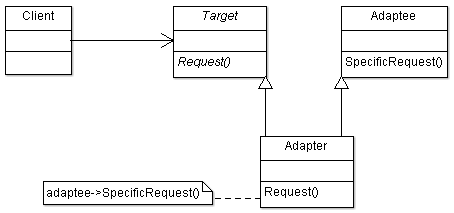 Client
Target
Adaptee
Request()
SpecificRequest()
Adapter
adaptee->SpecificRequest()
Request()